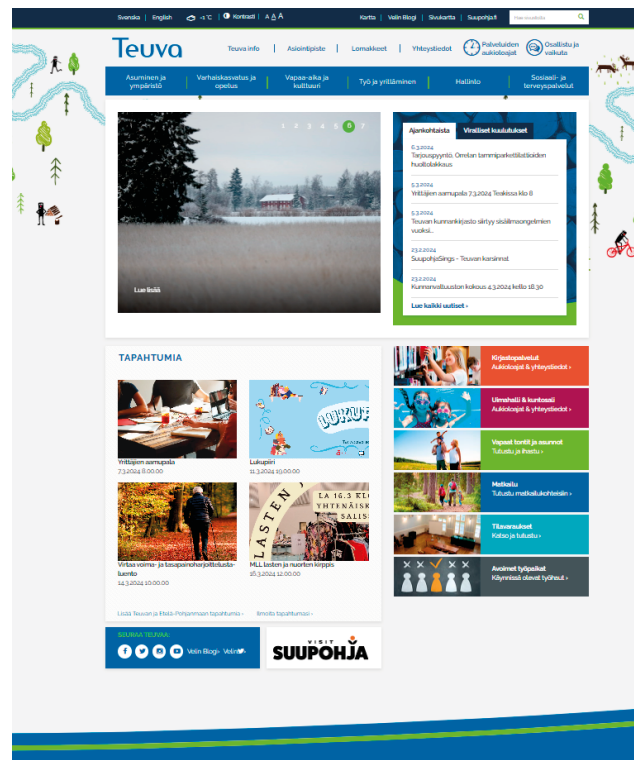 Svenska | English
-1°C | Kontrasti | A A A
Kartta | Velin Blogi | Sivukartta | Suupohja.fi
Teuva
Teuva info | Asiointipiste | Lomakkeet | Yhteystiedot
Palveluiden
aukioloajat
Osallistu ja
vaikuta
Asuminen ja
ympäristö
Varhaiskasvatus ja
opetus
Vapaa-aika ja
kulttuuri
Työ ja yrittäminen
Hallinto
Sosiaali- ja
terveyspalvelut
1 2 3 4 5 6 7
Lue lisää
Ajankohtaista
Viralliset kuulutukset
6.3.2024
Tarjouspyyntö. Orrelan tammiparkettilattioiden
huoltolakkaus
5.3.2024
Yrittäjien aamupala 7.3.2024 Teakissa klo 8
5.3.2024
Teuvan kunnankirjasto siirtyy sisäilmaongelmien
vuoksi...
23.2.2024
SuupohjaSings - Teuvan karsinnat
23.2.2024
Kunnanvaltuuston kokous 4.3.2024 kello 18.30
Lue kaikki uutiset ›
TAPAHTUMIA
Yrittäjien aamupala
7.3.2024 8.00.00
LUKUPII
Lukupiiri
11.3.2024 19.00.00
Virtaa voima- ja tasapainoharjoittelusta-
luento
14.3.2024 10.00.00
LASTEN
LA 16.3 KLO
YHTENÄISK
SALIS
MLL lasten ja nuorten kirppis
16.3.2024 12.00.00
Lisää Teuvan ja Etelä-Pohjanmaan tapahtumia ›
Ilmoita tapahtumasi ›
Kirjastopalvelut
Aukioloajat & yhteystiedot ›
Uimahalli & kuntosali
Aukioloajat & yhteystiedot ›
Vapaat tontit ja asunnot
Tutustu ja ihastu ›
Matkailu
Tutustu matkailukohteisiin ›
Tilavaraukset
Katso ja tutustu ›
Avoimet työpaikat
Käynnissä olevat työhaut ›
SEURAA TEUVAA:
Velin Blogi›
VISIT
SUUPOHJA